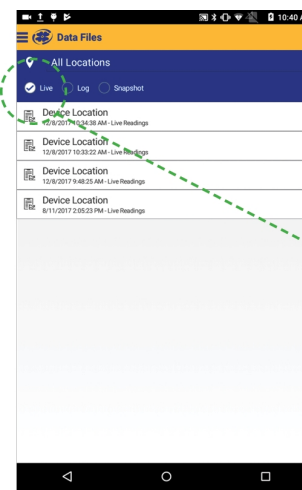 10:40 A
Data Files
All Locations
Live Log Snapshot
Device Location
12/8/2017 10:34:38 AM - Live Readings
Device Location
12/8/2017 10:33:22 AM - Live Readings
Device Location
12/8/2017 9:48:25 AM - Live Readings
Device Location
8/11/2017 2:05:23 PM - Live Readings